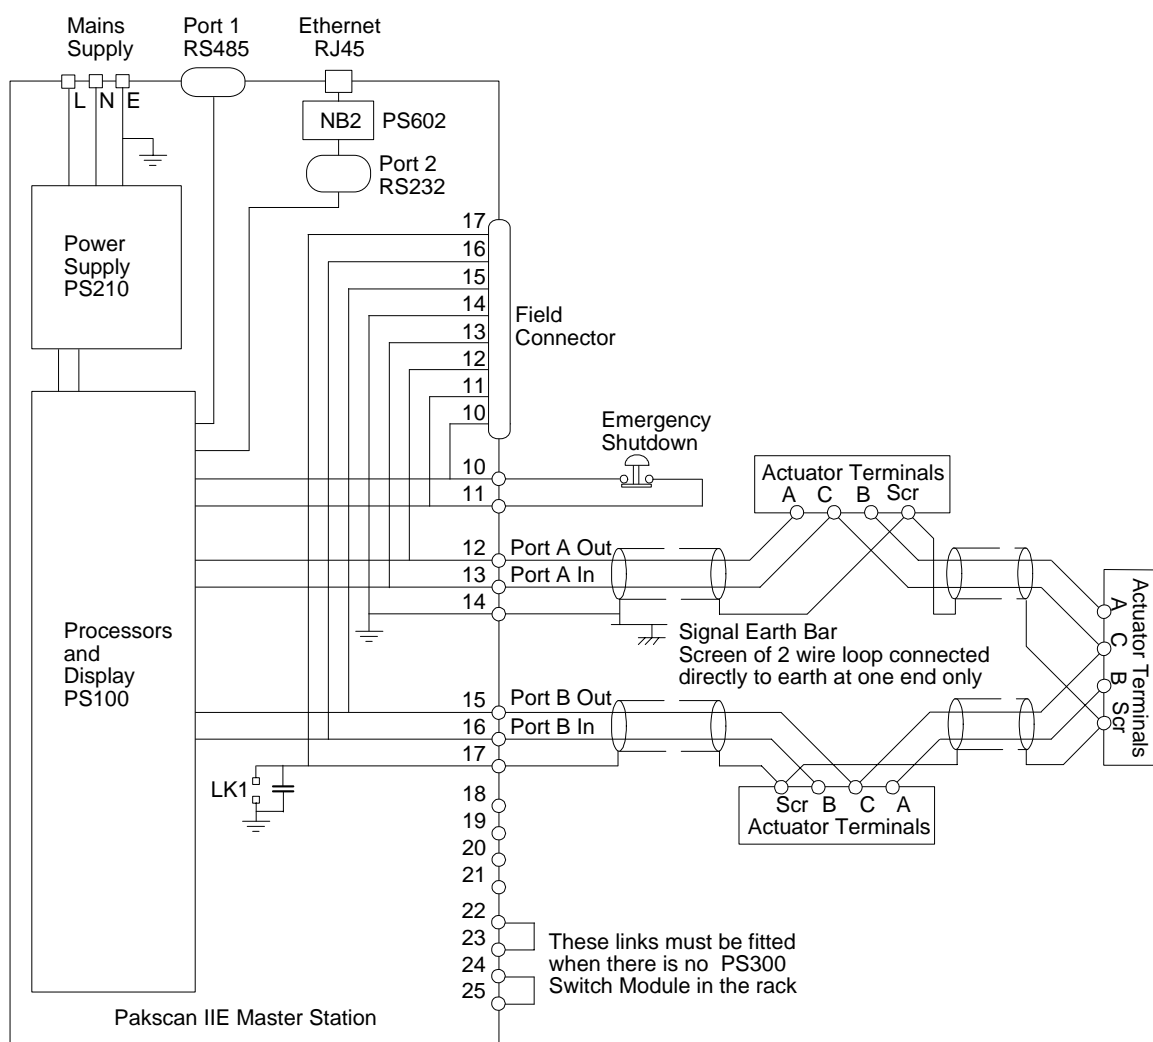 Mains
Supply
Port 1
RS485
Ethernet
RJ45
L N E
NB2 PS602
Port 2
RS232
Power
Supply
PS210
17
16
15
14
13
12
11
10
Field
Connector
Emergency
Shutdown
10
11
12 Port A Out
13 Port A In
14
Actuator Terminals
A C B Scr
Signal Earth Bar
Screen of 2 wire loop connected
directly to earth at one end only
Actuator Terminals
A C B Scr
Processors
and
Display
PS100
15 Port B Out
16 Port B In
17
LK1
Scr B C A
Actuator Terminals
18
19
20
21
22
23
24
25
These links must be fitted
when there is no PS300
Switch Module in the rack
Pakscan IIE Master Station